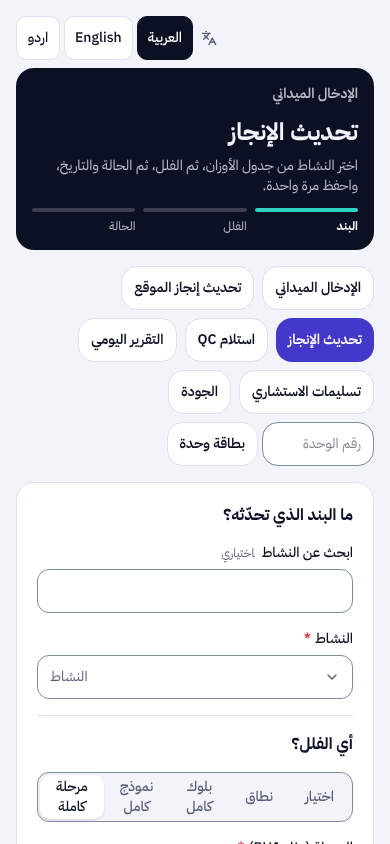 العربية
English
اردو
الإدخال الميداني
تحديث الإنجاز
اختر النشاط من جدول الأوزان، ثم الفلل، ثم الحالة والتاريخ،
واحفظ مرة واحدة.
البند
الفلل
الحالة
الإدخال الميداني
تحديث إنجاز الموقع
تحديث الإنجاز
استلام QC
التقرير اليومي
تسليمات الاستشاري
الجودة
رقم الوحدة
بطاقة وحدة
ما البند الذي تحدّثه؟
ابحث عن النشاط اختياري
النشاط *
النشاط
أي الفلل؟
اختيار
نطاق
بلوك
كامل
نموذج
كامل
مرحلة
كاملة